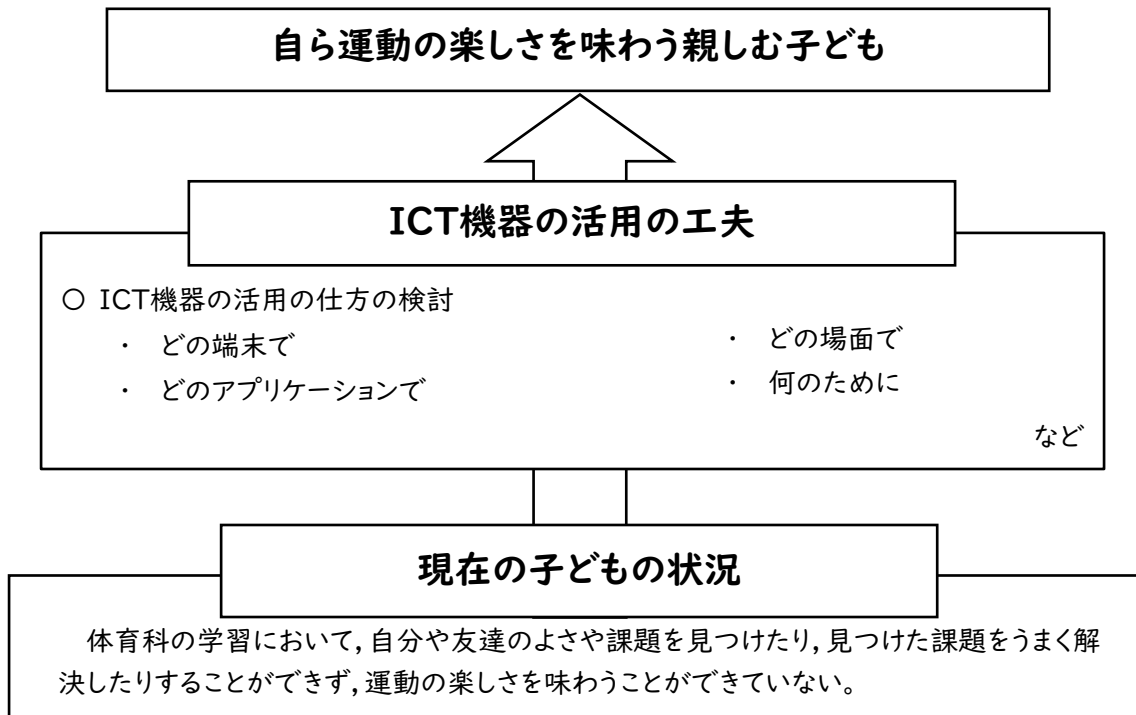 自ら運動の楽しさを味わう親しむ子ども
ICT機器の活用の工夫
○ ICT機器の活用の仕方の検討
・ どの端末で
・ どのアプリケーションで
・ どの場面で
・ 何のために
など
現在の子どもの状況
体育科の学習において,自分や友達のよさや課題を見つけたり,見つけた課題をうまく解
決したりすることができず,運動の楽しさを味わうことができていない。